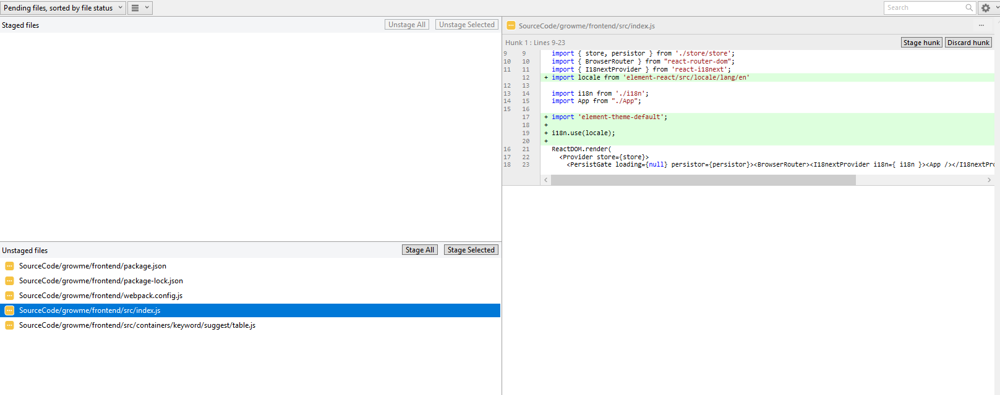 Pending files, sorted by file status
Search
Staged files
Unstage All
Unstage Selected
Unstaged files
Stage All
Stage Selected
SourceCode/growme/frontend/package.json
SourceCode/growme/frontend/package-lock.json
SourceCode/growme/frontend/webpack.config.js
SourceCode/growme/frontend/src/index.js
SourceCode/growme/frontend/src/containers/keyword/suggest/table.js
SourceCode/growme/frontend/src/index.js
Hunk 1 : Lines 9-23
Stage hunk
Discard hunk
9 9 import { store, persistor } from './store/store';
10 10 import { BrowserRouter } from "react-router-dom";
11 11 import { I18nextProvider } from 'react-i18next';
12 + import locale from 'element-react/src/locale/lang/en'
12 13
13 14 import i18n from './i18n';
14 15 import App from "./App";
15 16
17 + import 'element-theme-default';
18 +
19 + i18n.use(locale);
20 +
16 21 ReactDOM.render(
17 22 <Provider store={store}>
18 23 <PersistGate loading={null} persistor={persistor}><BrowserRouter><I18nextProvider i18n={ i18n }><App /></I18nextPro